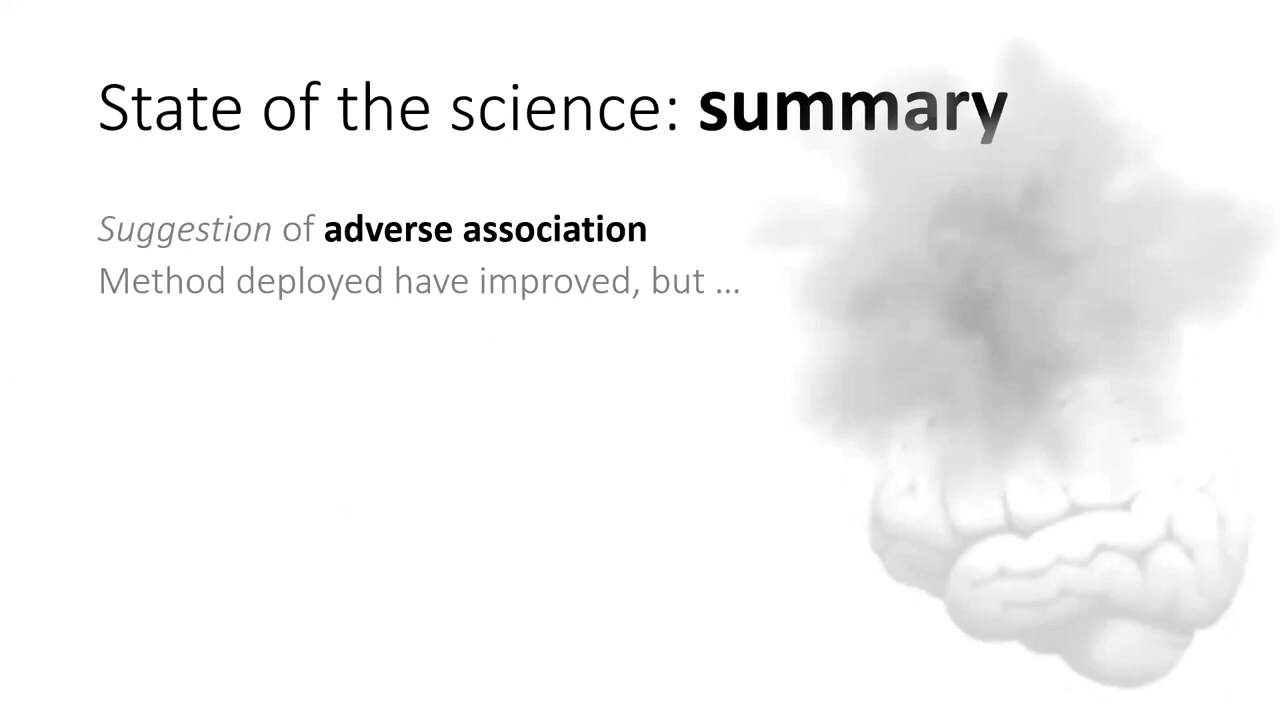 State of the science: summary
Suggestion of adverse association
Method deployed have improved, but …